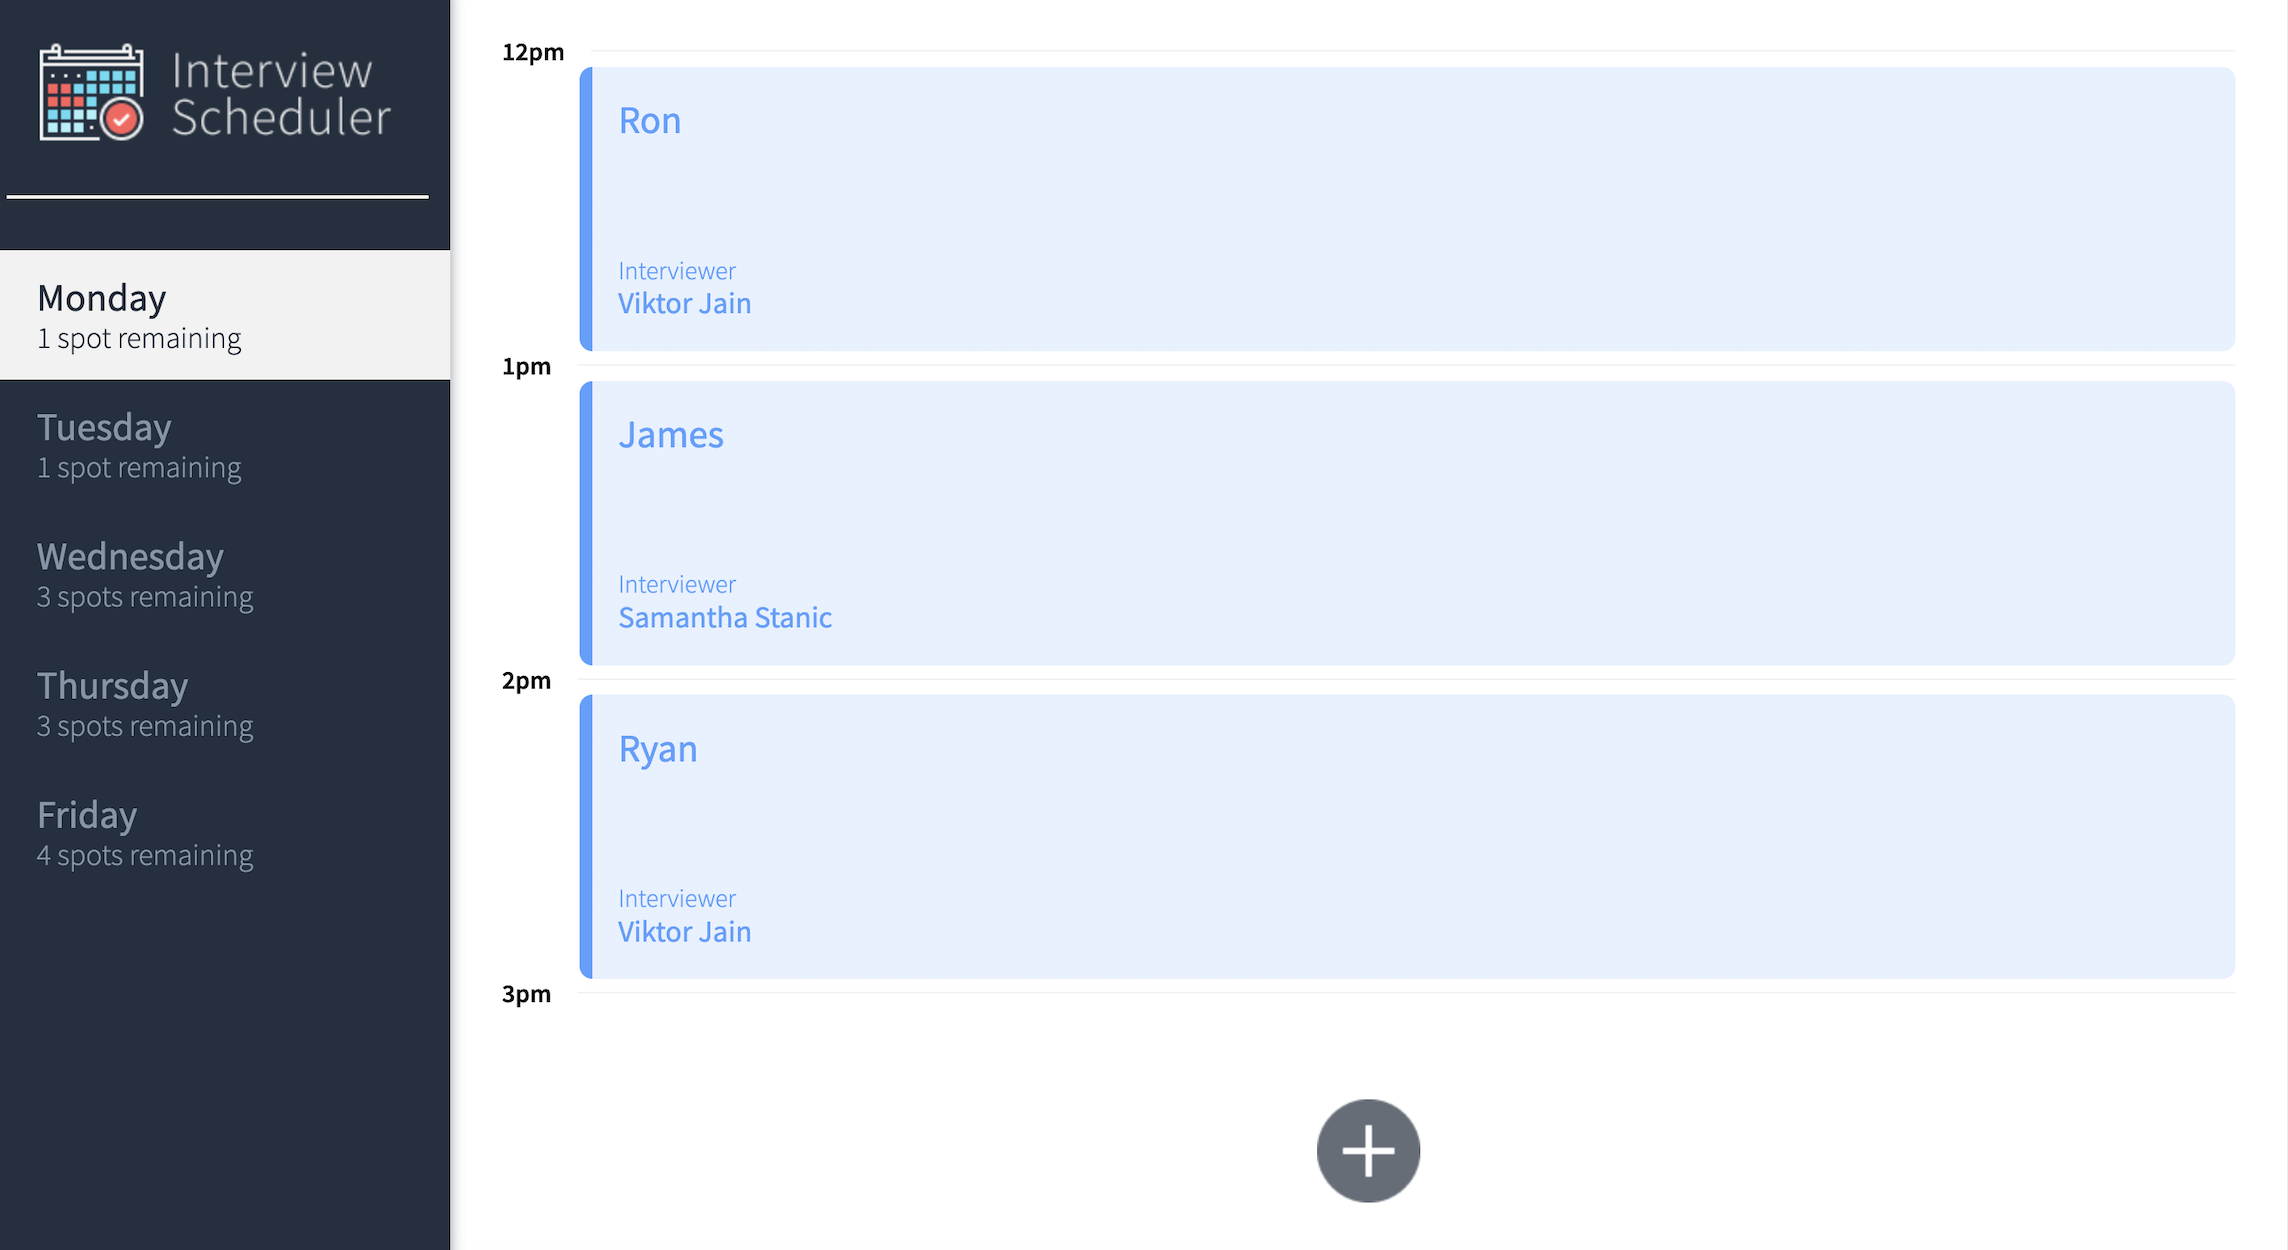 Interview
Scheduler
Monday
1 spot remaining
Tuesday
1 spot remaining
Wednesday
3 spots remaining
Thursday
3 spots remaining
Friday
4 spots remaining
12pm
Ron
Interviewer
Viktor Jain
1pm
James
Interviewer
Samantha Stanic
2pm
Ryan
Interviewer
Viktor Jain
3pm